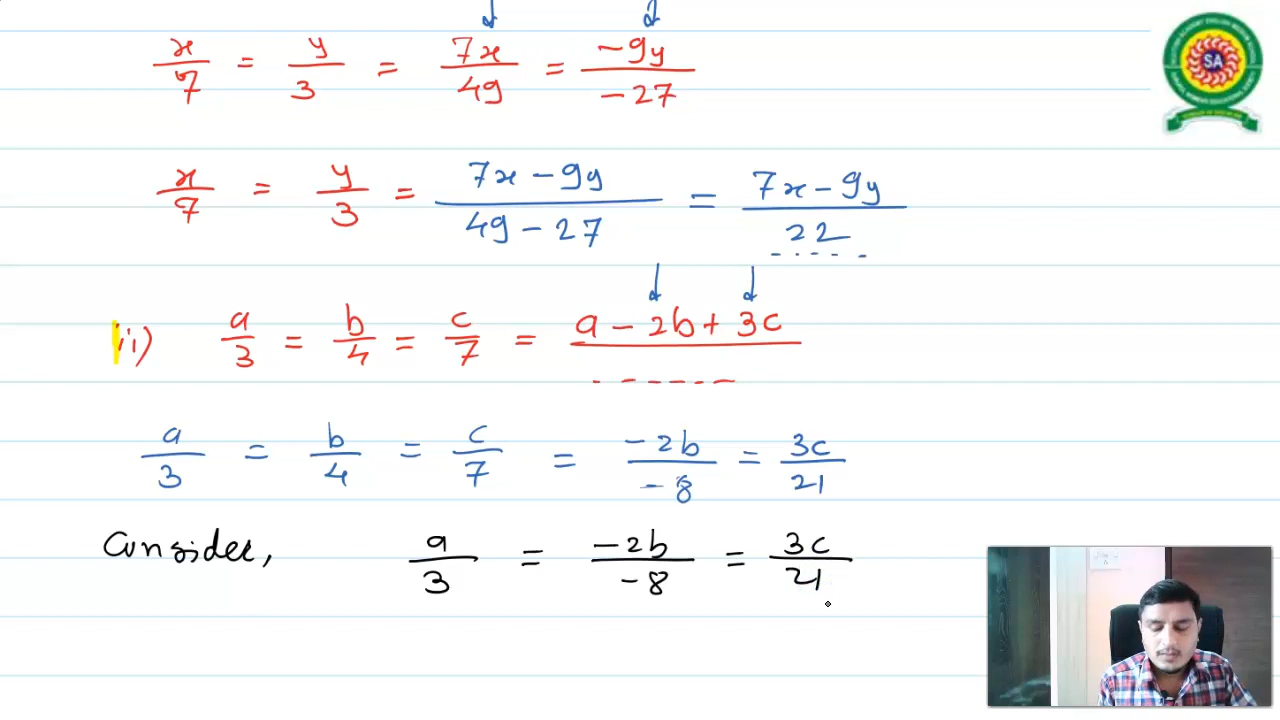 x/7 = y/3 = 7x/49 = -9y/-27
x/7 = y/3 = 7x-9y/49-27 = 7x-9y/22
ii) a/3 = b/4 = c/7 = a-2b+3c/.......
a/3 = b/4 = c/7 = -2b/-8 = 3c/21
Consider, a/3 = -2b/-8 = 3c/21
SA